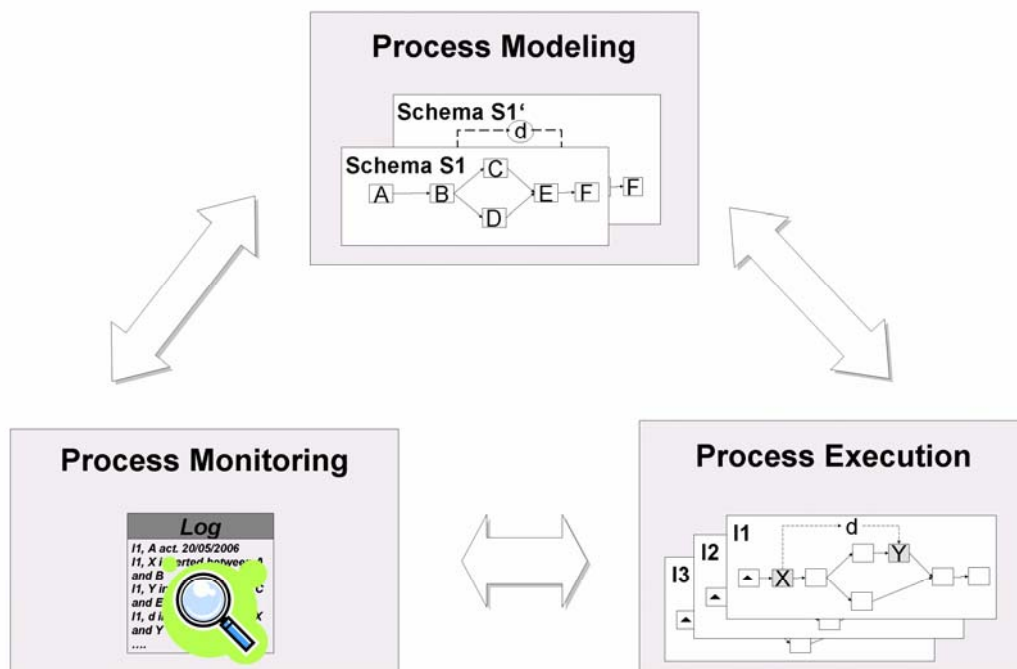 Process Modeling
Schema S1‘
d
Schema S1
A
B
C
D
E
F
F
Process Monitoring
Log
I1, A act. 20/05/2006
I1, X between A
and B
I1, Y C
and E
I1, d X
and Y
....
Process Execution
I1
d
X
Y
I2
I3